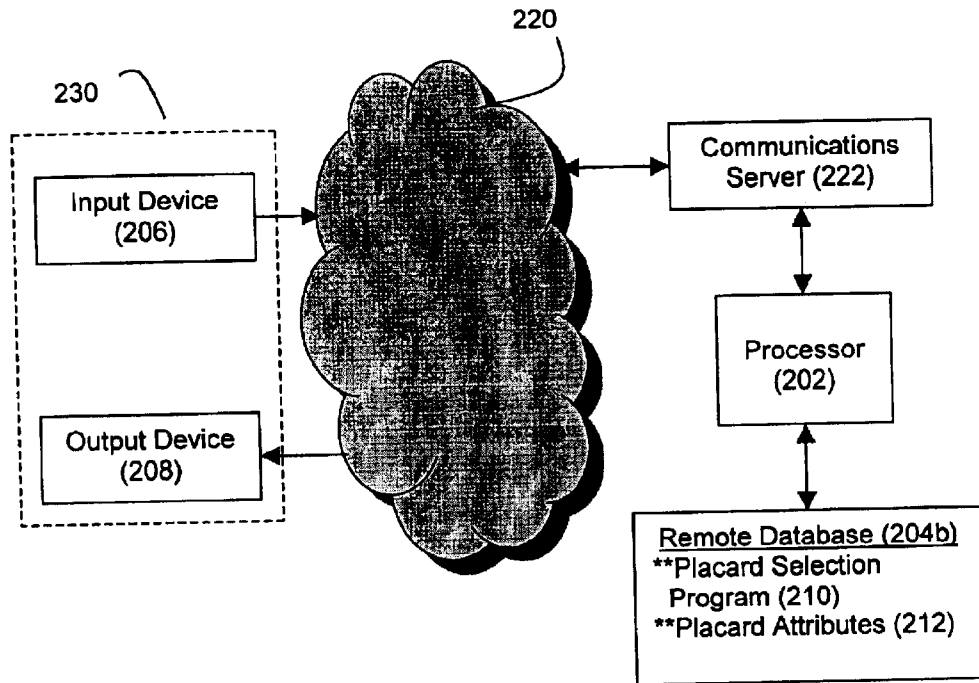 220
230
Communications
Server (222)
Input Device
(206)
Processor
(202)
Output Device
(208)
Remote Database (204b)
**Placard Selection
Program (210)
**Placard Attributes (212)